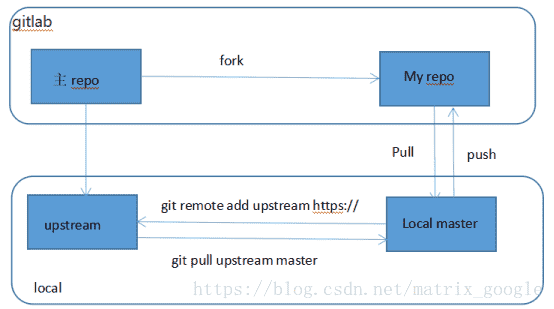 gitlab
主 repo
fork
My repo
Pull
push
upstream
git remote add upstream https://
Local master
git pull upstream master
local
https://blog.csdn.net/matrix_google